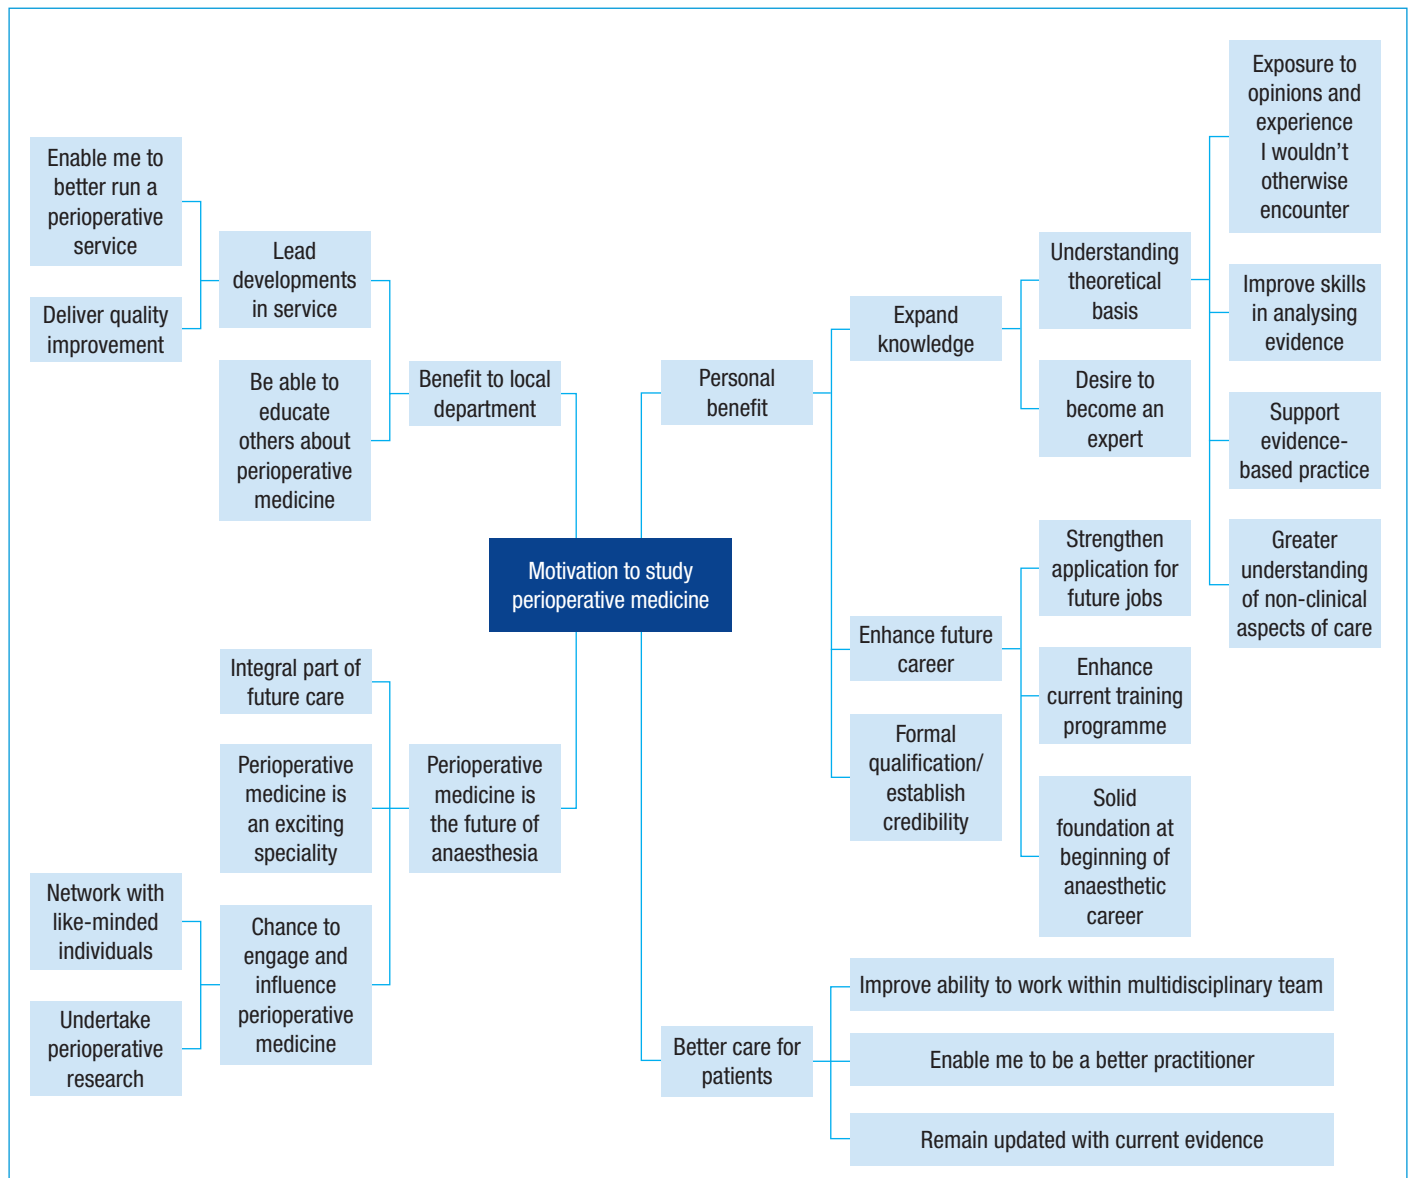 Enable me to
better run a
perioperative
service
Deliver quality
improvement
Lead
developments
in service
Be able to
educate
others about
perioperative
medicine
Benefit to local
department
Motivation to study
perioperative medicine
Integral part of
future care
Perioperative
medicine is
an exciting
speciality
Network with
like-minded
individuals
Undertake
perioperative
research
Chance to
engage and
influence
perioperative
medicine
Perioperative
medicine is
the future of
anaesthesia
Personal
benefit
Expand
knowledge
Understanding
theoretical
basis
Desire to
become an
expert
Exposure to
opinions and
experience
I wouldn’t
otherwise
encounter
Improve skills
in analysing
evidence
Support
evidence-
based practice
Greater
understanding
of non-clinical
aspects of care
Enhance future
career
Strengthen
application for
future jobs
Enhance
current training
programme
Solid
foundation at
beginning of
anaesthetic
career
Formal
qualification/
establish
credibility
Better care for
patients
Improve ability to work within multidisciplinary team
Enable me to be a better practitioner
Remain updated with current evidence